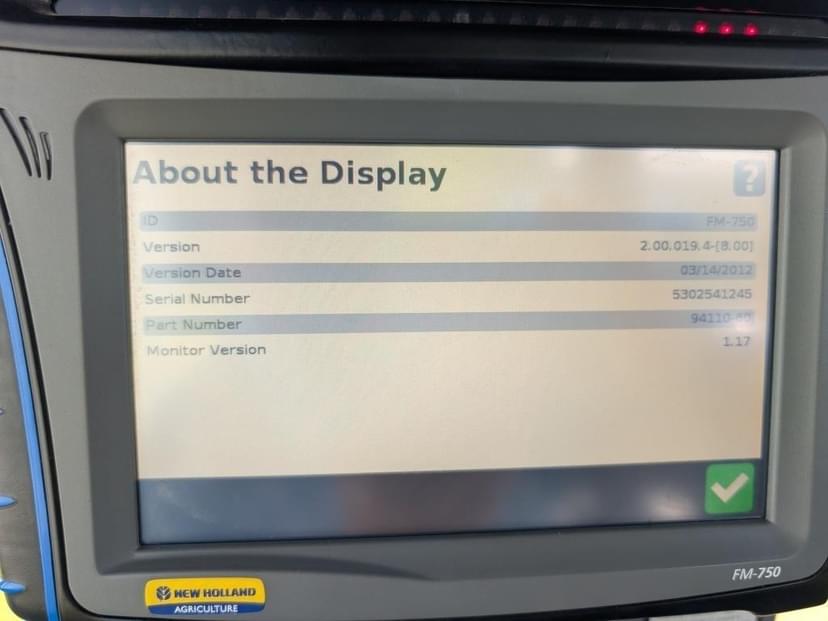 About the Display
?
ID FM-750
Version 2.00.019.4-[8.00]
Version Date 03/14/2012
Serial Number 5302541245
Part Number
Monitor Version 1.17
FM-750
NEW HOLLAND
AGRICULTURE